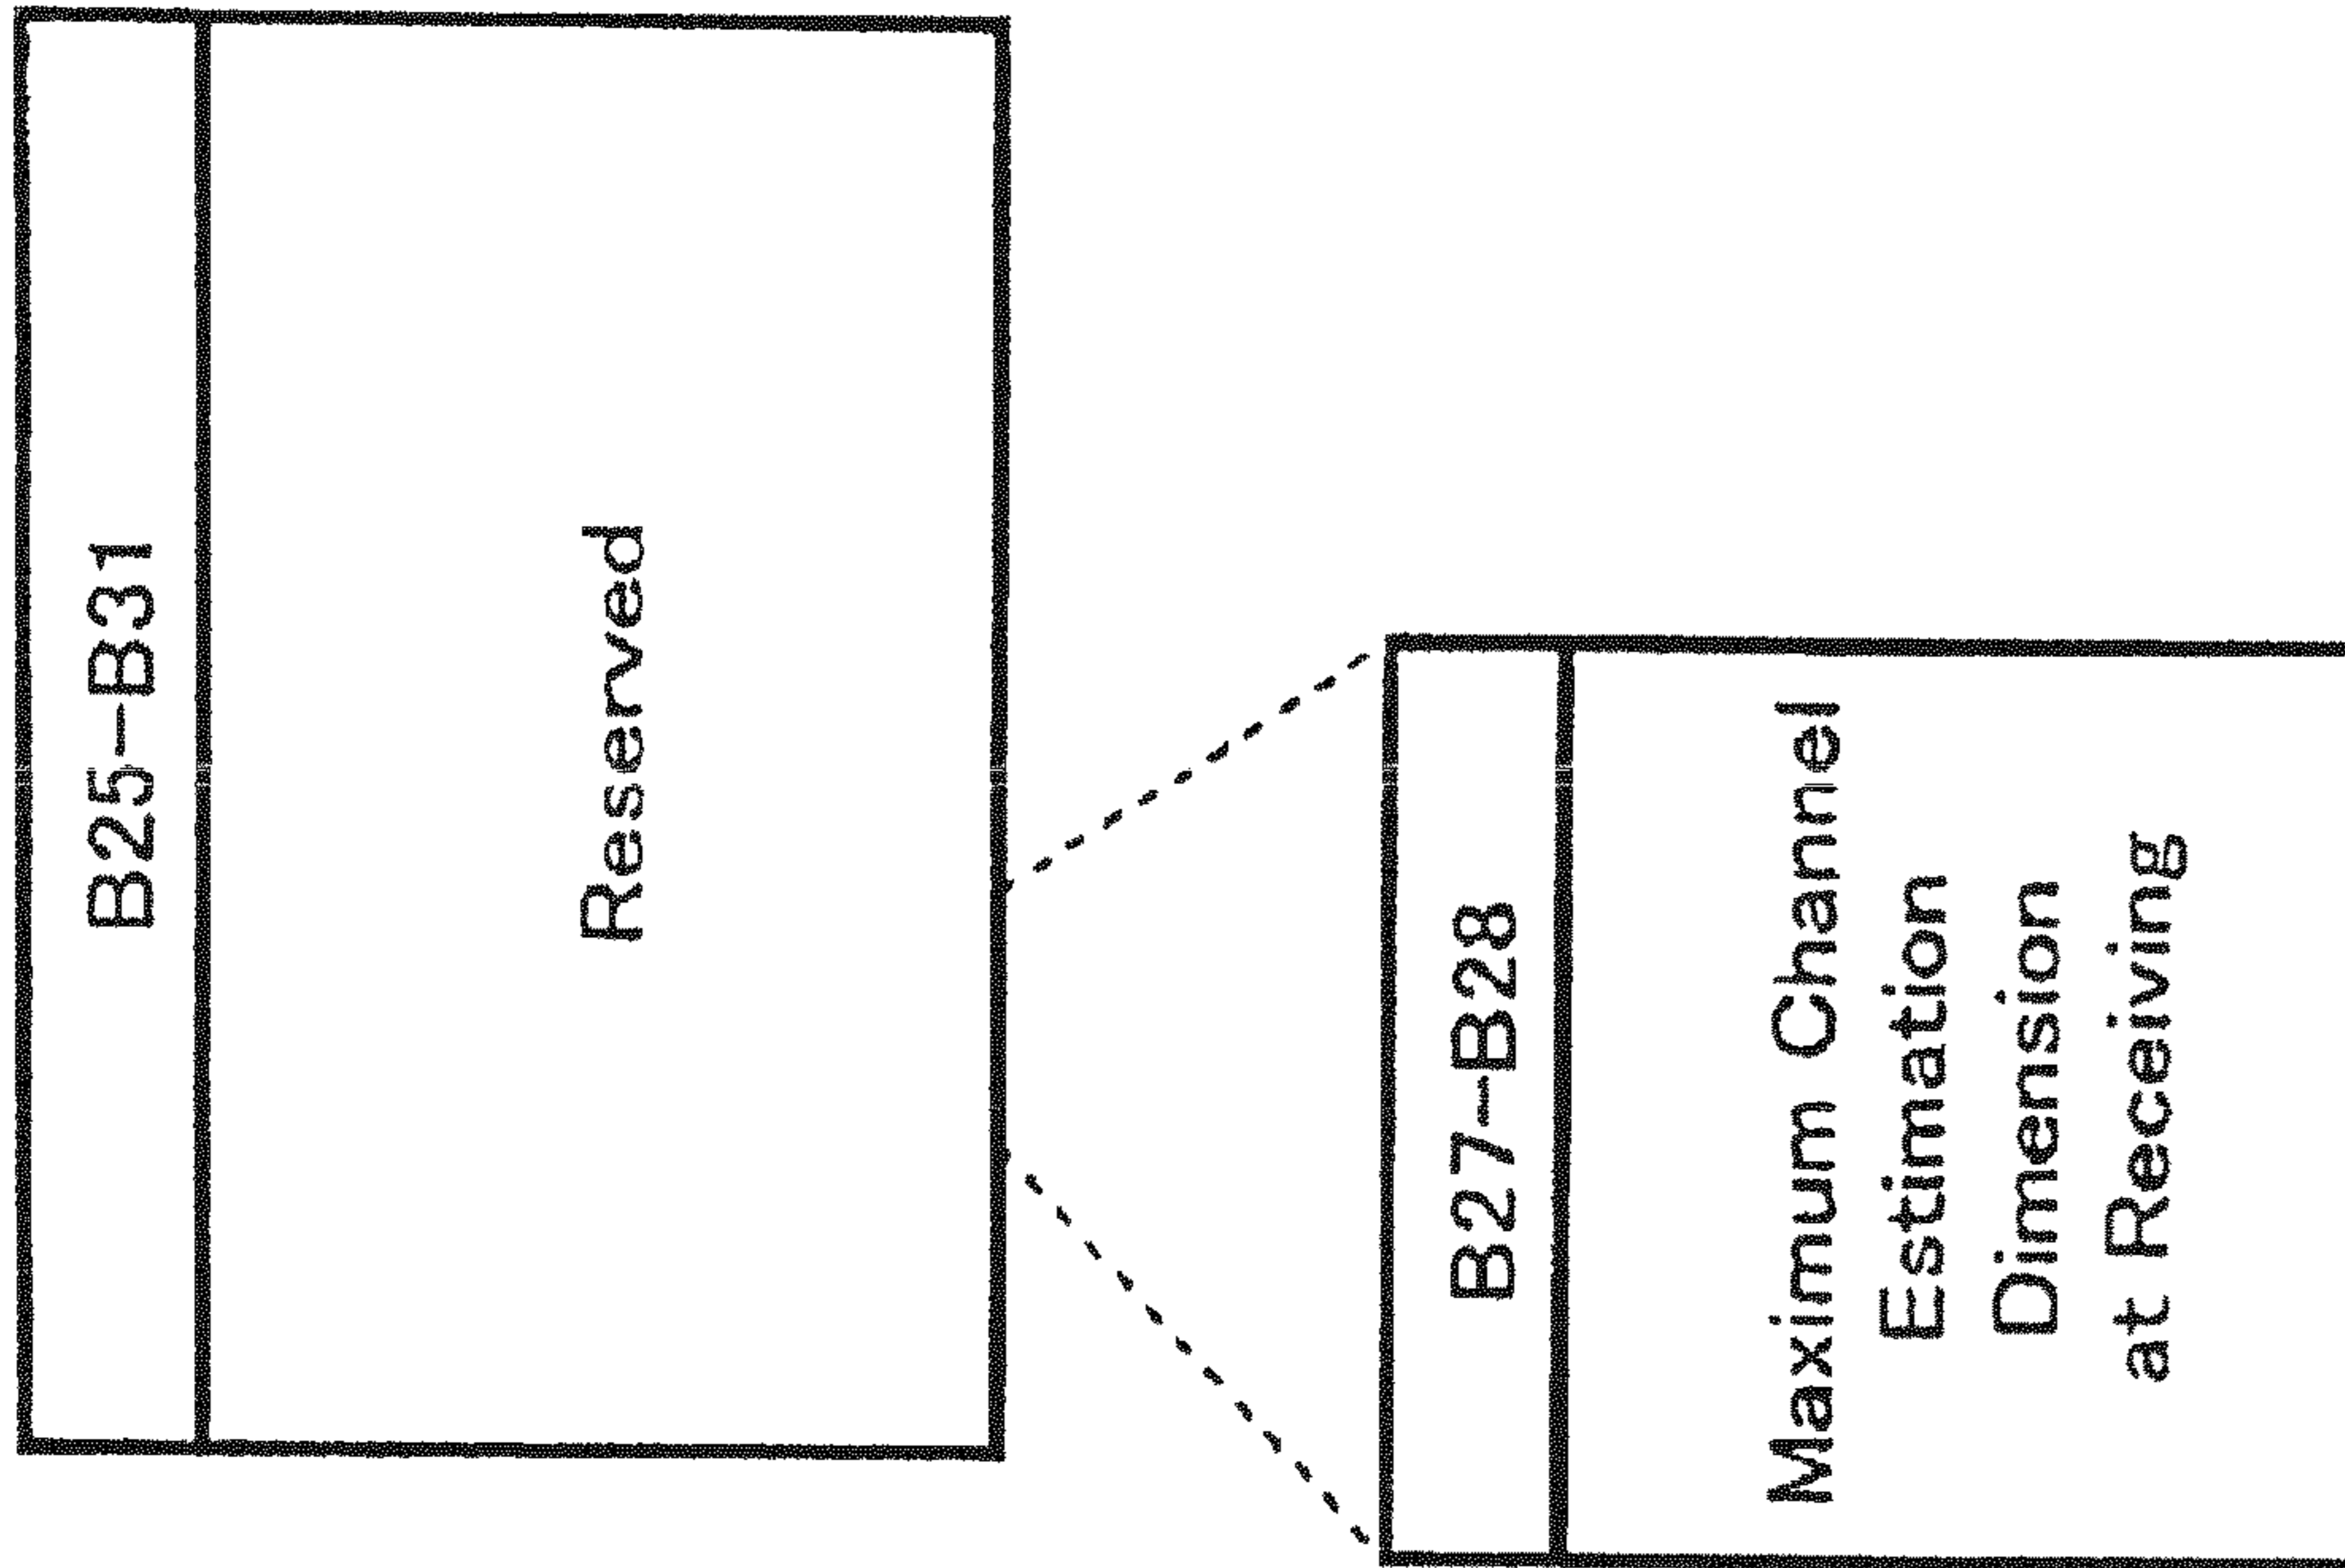 B25-B31
Reserved
B27-B28
Maximum Channel
Estimation
Dimension
at Receiving